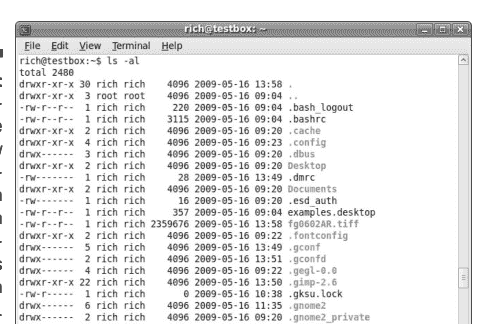 rich@testbox: ~
File Edit View Terminal Help
rich@testbox:~$ ls -al
total 2480
drwxr-xr-x 30 rich rich    4096 2009-05-16 13:58 .
drwxr-xr-x  3 root root    4096 2009-05-16 09:04 ..
-rw-r--r--  1 rich rich     220 2009-05-16 09:04 .bash_logout
-rw-r--r--  1 rich rich    3115 2009-05-16 09:04 .bashrc
drwxr-xr-x  2 rich rich    4096 2009-05-16 09:20 .cache
drwxr-xr-x  4 rich rich    4096 2009-05-16 09:23 .config
drwx------  3 rich rich    4096 2009-05-16 09:20 .dbus
drwxr-xr-x  2 rich rich    4096 2009-05-16 09:20 Desktop
-rw-------  1 rich rich      28 2009-05-16 13:49 .dmrc
drwxr-xr-x  2 rich rich    4096 2009-05-16 09:20 Documents
-rw-------  1 rich rich      16 2009-05-16 09:20 .esd_auth
-rw-r--r--  1 rich rich     357 2009-05-16 09:04 examples.desktop
-rw-r--r--  1 rich rich 2359676 2009-05-16 13:58 fg0602AR.tiff
drwxr-xr-x  2 rich rich    4096 2009-05-16 09:22 .fontconfig
drwx------  5 rich rich    4096 2009-05-16 13:49 .gconf
drwx------  2 rich rich    4096 2009-05-16 13:51 .gconfd
drwx------  4 rich rich    4096 2009-05-16 09:22 .gegl-0.0
drwxr-xr-x 22 rich rich    4096 2009-05-16 13:50 .gimp-2.6
-rw-r-----  1 rich rich       0 2009-05-16 10:38 .gksu.lock
drwx------  6 rich rich    4096 2009-05-16 11:35 .gnome2
drwx------  2 rich rich    4096 2009-05-16 09:20 .gnome2_private